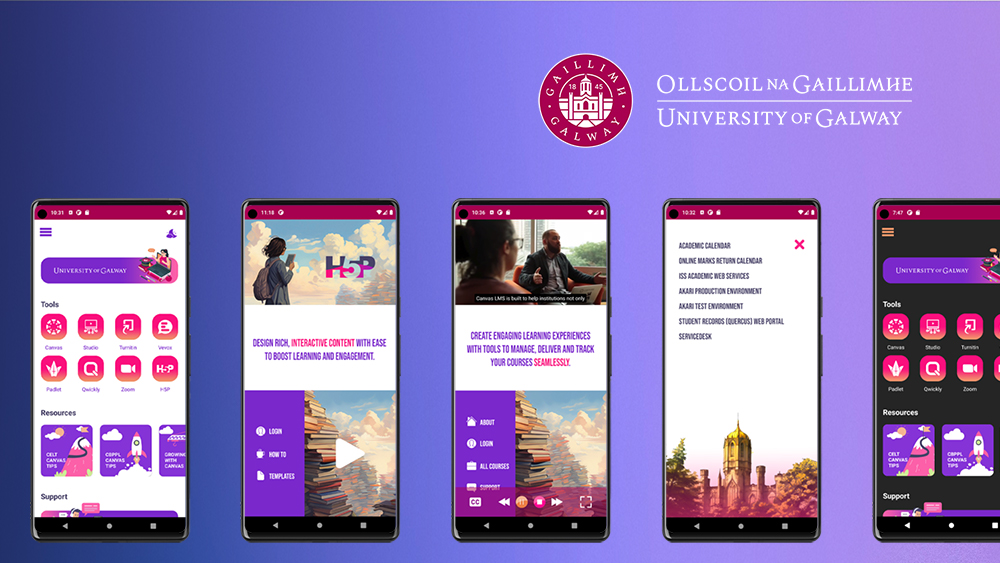 GAILLIMH
18 45
GALWAY
OLLSCOIL NA GAILLIMHE
UNIVERSITY OF GALWAY
10:31
UNIVERSITY OF GALWAY
Tools
Canvas Studio Turnitin Vevox
H5P
Padlet Qwickly Zoom H5P
Resources
CELT
CANVAS
TIPS
CBPPL
CANVAS
TIPS
GROWING
WITH
CANVAS
Support
11:18
H5P
DESIGN RICH, INTERACTIVE CONTENT WITH EASE
TO BOOST LEARNING AND ENGAGEMENT.
LOGIN
HOW TO
TEMPLATES
10:36
Canvas LMS is built to help institutions not only
CREATE ENGAGING LEARNING EXPERIENCES
WITH TOOLS TO MANAGE, DELIVER AND TRACK
YOUR COURSES SEAMLESSLY.
ABOUT
LOGIN
ALL COURSES
SUPPORT
CC
10:32
ACADEMIC CALENDAR
ONLINE MARKS RETURN CALENDAR
ISS ACADEMIC WEB SERVICES
AKARI PRODUCTION ENVIRONMENT
AKARI TEST ENVIRONMENT
STUDENT RECORDS (QUERCUS) WEB PORTAL
SERVICEDESK
7:47
UNIVERSITY OF GALWAY
Tools
Canvas Studio Turnitin
Padlet Qwickly Zoom
Resources
CELT
CANVAS
TIPS
CBPPL
CANVAS
TIPS
Support